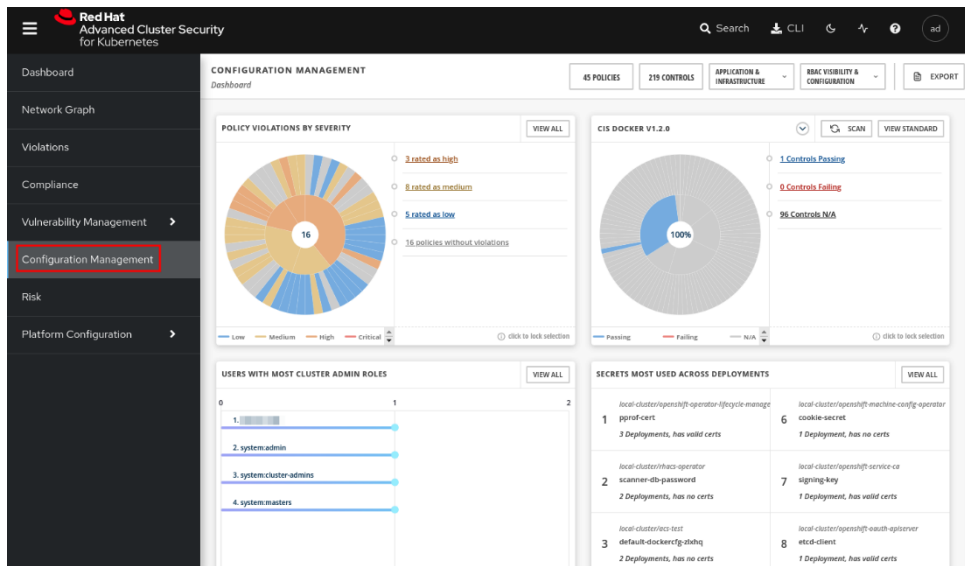 Red Hat
Advanced Cluster Security
for Kubernetes
Search
CLI
ad
Dashboard
Network Graph
Violations
Compliance
Vulnerability Management
Configuration Management
Risk
Platform Configuration
CONFIGURATION MANAGEMENT
Dashboard
45 POLICIES
219 CONTROLS
APPLICATION &
INFRASTRUCTURE
RBAC VISIBILITY &
CONFIGURATION
EXPORT
POLICY VIOLATIONS BY SEVERITY
VIEW ALL
16
3 rated as high
8 rated as medium
5 rated as low
16 policies without violations
Low Medium High Critical
click to lock selection
CIS DOCKER V1.2.0
SCAN
VIEW STANDARD
100%
1 Controls Passing
0 Controls Failing
96 Controls N/A
Passing Failing N/A
click to lock selection
USERS WITH MOST CLUSTER ADMIN ROLES
VIEW ALL
0 1 2
1.
2. system:admin
3. system:cluster-admins
4. system:masters
SECRETS MOST USED ACROSS DEPLOYMENTS
VIEW ALL
local-cluster/openshift-operator-lifecycle-manage
1 pprof-cert
3 Deployments, has valid certs
local-cluster/rhacs-operator
2 scanner-db-password
2 Deployments, has no certs
local-cluster/acs-test
3 default-dockercfg-zlxhq
2 Deployments, has no certs
local-cluster/openshift-machine-config-operator
6 cookie-secret
1 Deployment, has no certs
local-cluster/openshift-service-ca
7 signing-key
1 Deployment, has valid certs
local-cluster/openshift-oauth-apiserver
8 etcd-client
1 Deployment, has valid certs